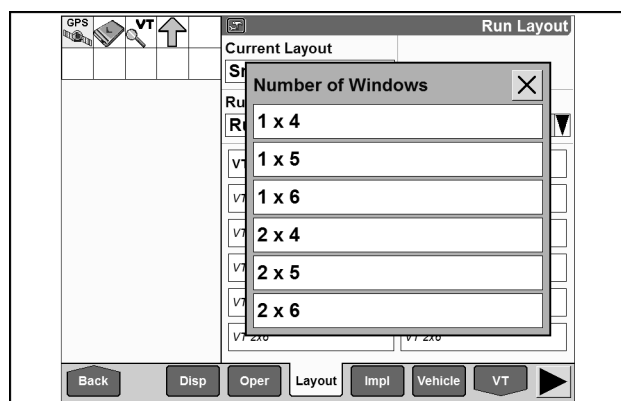 GPS
VT
L
Run Layout
Current Layout
Number of Windows
1 x 4
1 x 5
1 x 6
2 x 4
2 x 5
2 x 6
VT 2x6
VT 2x6
Back
Disp
Oper
Layout
Impl
Vehicle
VT